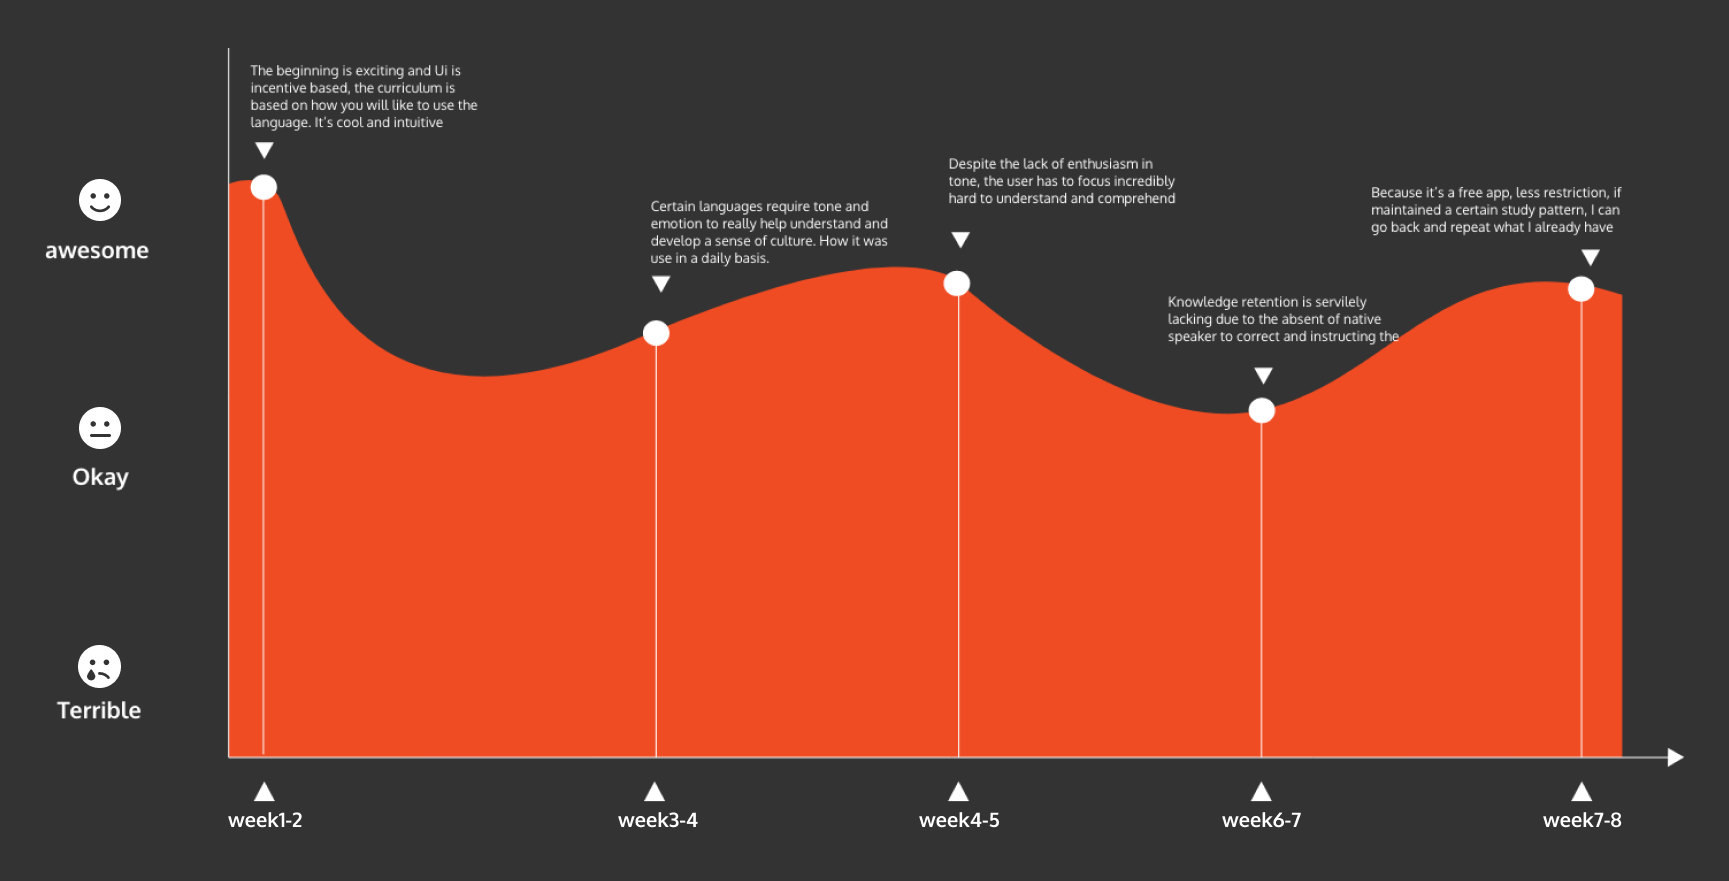 The beginning is exciting and Ui is
incentive based, the curriculum is
based on how you will like to use the
language. It's cool and intuitive
Certain languages require tone and
emotion to really help understand and
develop a sense of culture. How it was
use in a daily basis.
Despite the lack of enthusiasm in
tone, the user has to focus incredibly
hard to understand and comprehend
Knowledge retention is servilely
lacking due to the absent of native
speaker to correct and instructing the
Because it's a free app, less restriction, if
maintained a certain study pattern, I can
go back and repeat what I already have
awesome
Okay
Terrible
week1-2
week3-4
week4-5
week6-7
week7-8